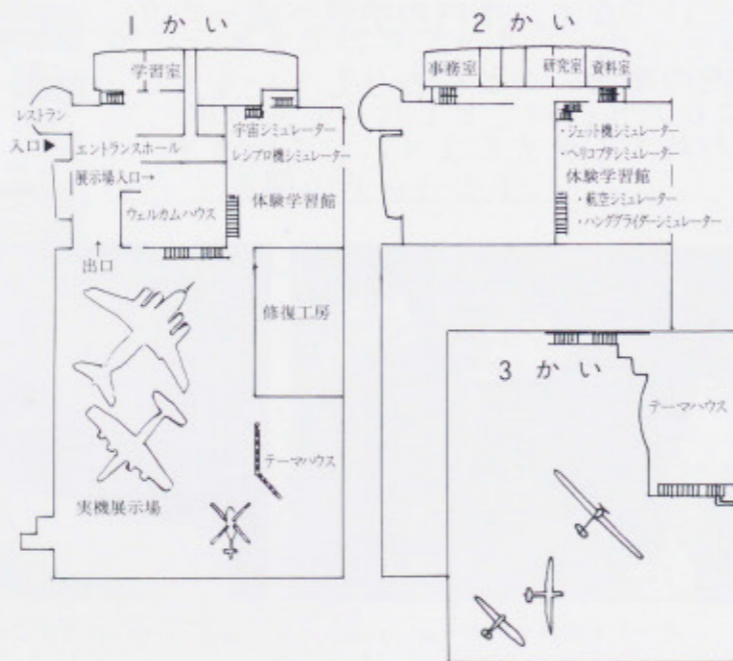 1かい
学習室
レストラン
入口▶
エントランスホール
展示場入口→
ウェルカムハウス
↑
出口
宇宙シミュレーター
レシプロ機シミュレーター
体験学習館
修復工房
テーマハウス
実機展示場
2かい
事務室
研究室
資料室
・ジェット機シミュレーター
・ヘリコプタシミュレーター
体験学習館
・航空シミュレーター
・ハンググライダーシミュレーター
3かい
テーマハウス